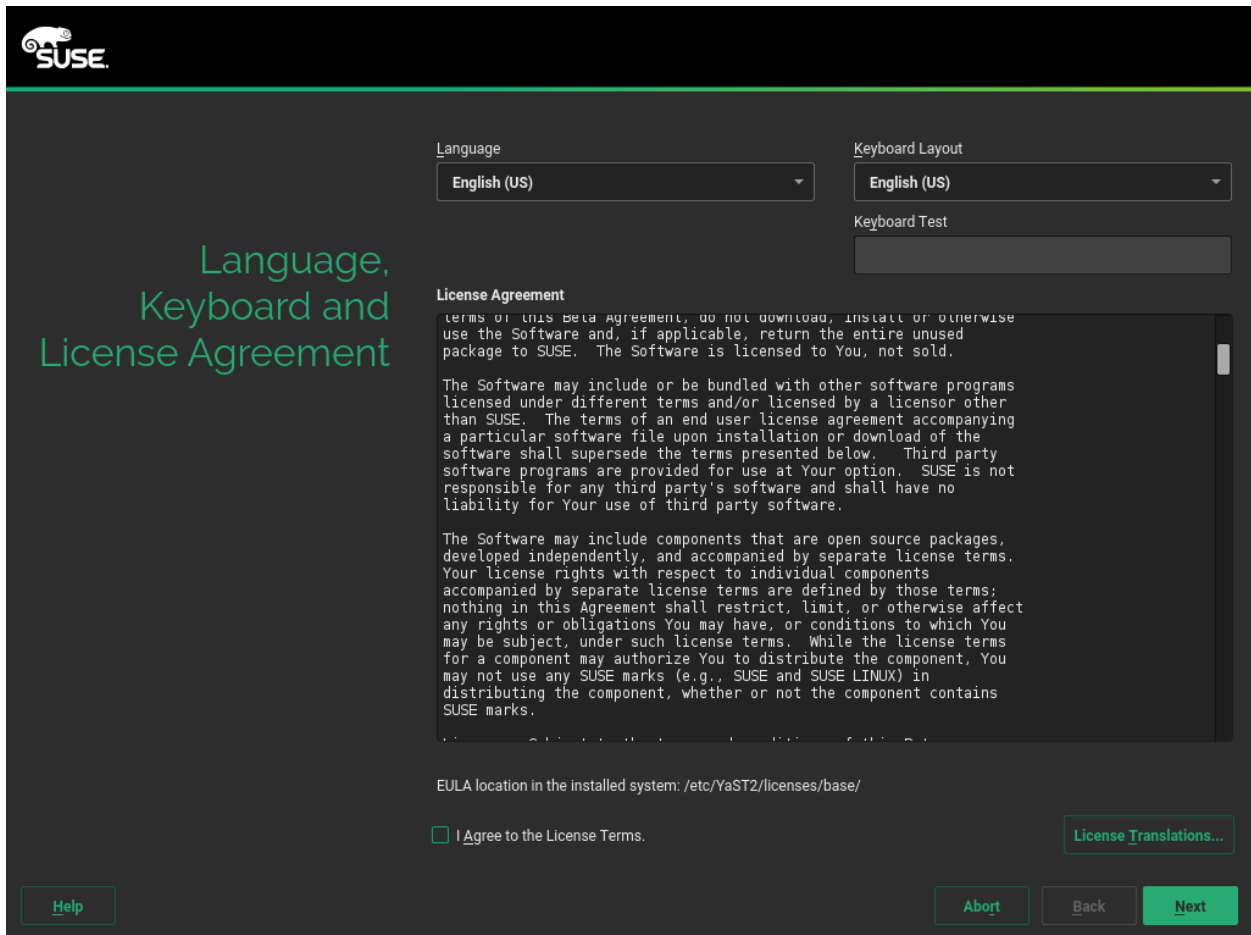 SUSE.
Language
Keyboard Layout
English (US)
English (US)
Keyboard Test
Language,
Keyboard and
License Agreement
License Agreement
terms of this Beta Agreement, do not download, install or otherwise
use the Software and, if applicable, return the entire unused
package to SUSE.  The Software is licensed to You, not sold.
The Software may include or be bundled with other software programs
licensed under different terms and/or licensed by a licensor other
than SUSE.  The terms of an end user license agreement accompanying
a particular software file upon installation or download of the
software shall supersede the terms presented below.   Third party
software programs are provided for use at Your option.  SUSE is not
responsible for any third party's software and shall have no
liability for Your use of third party software.
The Software may include components that are open source packages,
developed independently, and accompanied by separate license terms.
Your license rights with respect to individual components
accompanied by separate license terms are defined by those terms;
nothing in this Agreement shall restrict, limit, or otherwise affect
any rights or obligations You may have, or conditions to which You
may be subject, under such license terms.  While the license terms
for a component may authorize You to distribute the component, You
may not use any SUSE marks (e.g., SUSE and SUSE LINUX) in
distributing the component, whether or not the component contains
SUSE marks.
EULA location in the installed system: /etc/YaST2/licenses/base/
I Agree to the License Terms.
License Translations...
Help
Abort
Back
Next